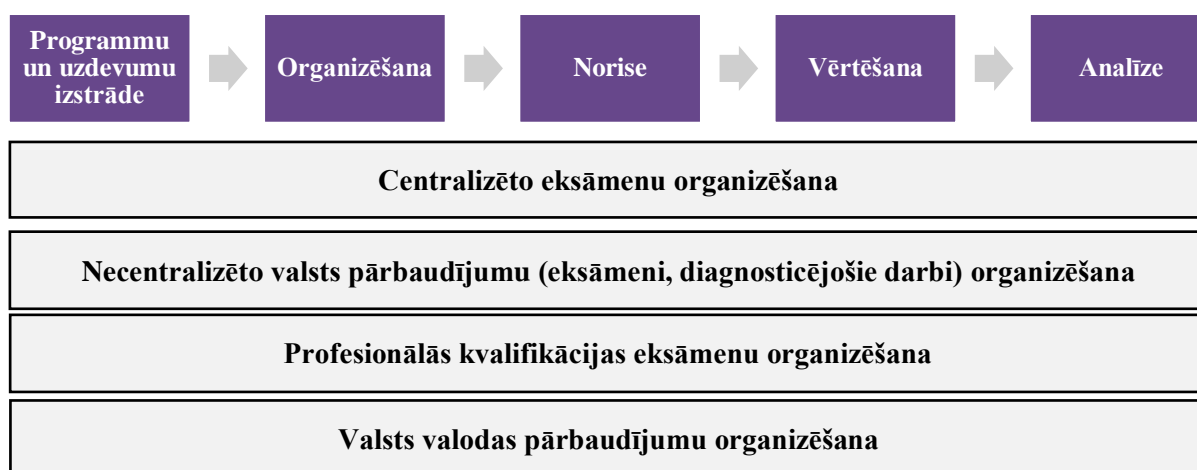 Programmu
un uzdevumu
izstrāde
Organizēšana
Norise
Vērtēšana
Analīze
Centralizēto eksāmenu organizēšana
Necentralizēto valsts pārbaudījumu (eksāmeni, diagnosticējošie darbi) organizēšana
Profesionālās kvalifikācijas eksāmenu organizēšana
Valsts valodas pārbaudījumu organizēšana